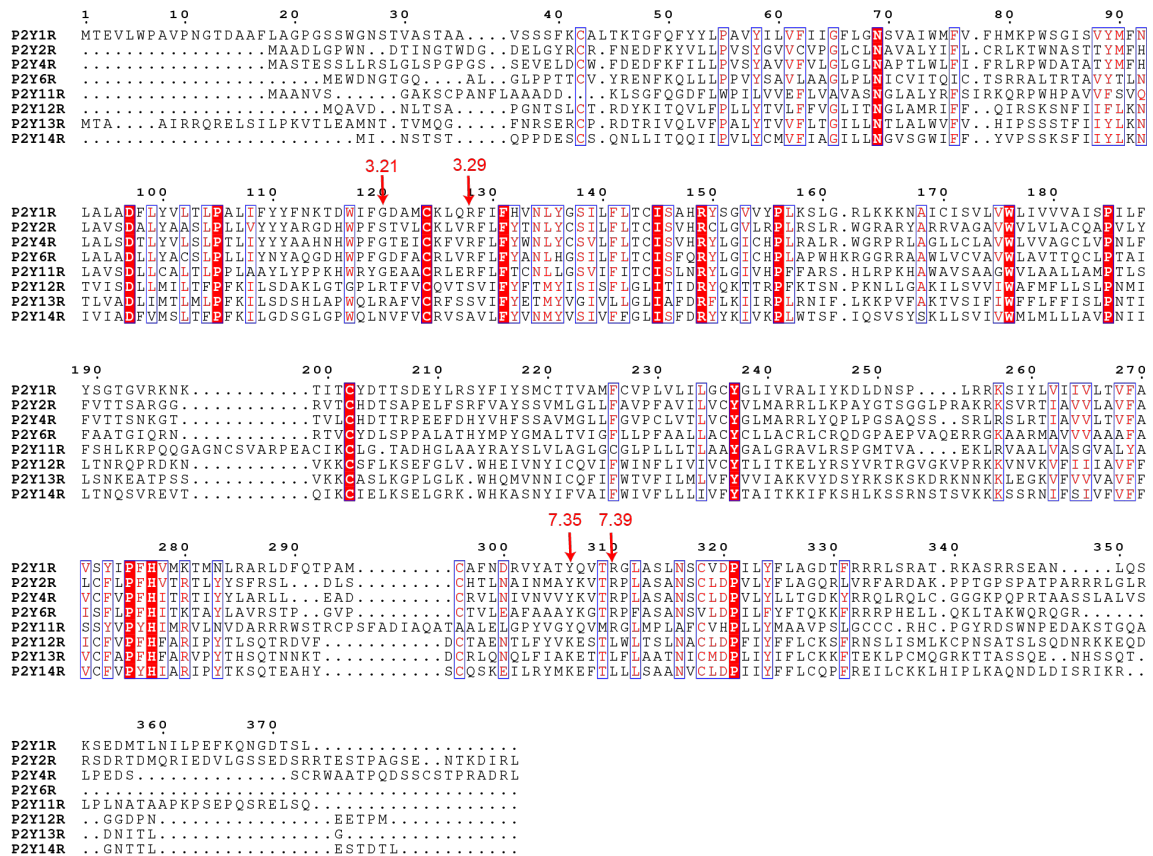 1 10 20 30 40 50 60 70 80 90
P2Y1R MTEVLWPAVPNGTDAAFLAGPGSSWGNSTVASTAA...VSSSFKCALTKTGFQFYYLPAVYILVFIIGFLGNSVAIWMFV.FHMKPWSGISVYMFN
P2Y2R .................MAADLGPWN..DTINGTWDG...DELGYRC.RFNEDFKYVLLPVSYGVVCVPGLCLNAVALYIFL.CRLKTWNASTTYMFH
P2Y4R .................MASTESSLLRSLGLSPGPG.S..SEVELDCW.FDEDFKFILLPVSYAVVFVLGLGLNAPTLWLFI.FRLRPWDATATYMFH
P2Y6R .................MEWDNGTGQ...AL..GLPPTTCV.YRENFKQLLLPPVYSAVLAAGLPLNICVITQIC.TSRRALTRTAVYTLN
P2Y11R .................MAANVS....GAKSCPANFLAAADD...KLSGFQGDFLWPILVVEFLVAVASNGLALYRFSIRKQRPWHPAVVFSVQ
P2Y12R ......................MQAVD..NLTSA....PGNTSLCT.RDYKITQVLFPLLYTVLFFVGLITNGLAMRIFF..QIRSKSNFIIFLKN
P2Y13R MTA....AIRRQRELSILPKVTLEAMNT.TVMQG....FNRSERCP.RDTRIVQLVFPALYTVVFLTGILLNTLALWVFV..HIPSSSTFIIYLKN
P2Y14R .........................MI..NSTST....QPPDESCS.QNLLITQQIIPVLYCMVFIAGILLNGVSGWIFF..YVPSSKSFIIYLKN
3.21 3.29
100 110 120 130 140 150 160 170 180
P2Y1R LALADFLYVLTLPALIFYYFNKTDWIFGDAMCKLQRFIFHVNLYGSILFLTCISAHRYSGVVYPLKSLG.RLKKKNAICISVLVWLIVVVAISPILF
P2Y2R LAVSDALYAASLPLLVYYYARGDHWPFSTVLCKLVRFLFYTNLYCSILFLTCISVHRCLGVLRPLRSLR.WGRARYARRVAGAVWVLVLACQAPVLY
P2Y4R LALSDTLYVLSLPTLIYYYAAHNHWPFGTEICKFVRFLFYWNLYCSVLFLTCISVHRYLGICHPLRALR.WGRPRLAGLLCLAVWLVVAGCLVPNLF
P2Y6R LALADLLYACSLPLLIYNYAQGDHWPFGDFACRLVRFLFYANLHGSILFLTCISFQRYLGICHPLAPWHKRGGRRAAWLVCVAVWLAVTTQCLPTAI
P2Y11R LAVSDLLCALTLPPLAAYLYPPKHWRYGEAACRLERFLFTCNLLGSVIFITCISLNRYLGIVHPFFARS.HLRPKHAWAVSAAGWVLAALLAMPTLS
P2Y12R TVISDLLMILTFPFKILSDAKLGTGPLRTFVCQVTSVIFYFTMYISISFLGLITIDRYQKTTRPFKTSN.PKNLLGAKILSVVIWAFMFLLSLPNMI
P2Y13R TLVADLIMTLMLPFKILSDSHLAPWQLRAFVCRFSSVIFYETMYVGIVLLGLIAFDRFLKIIRPLRNIF.LKKPVFAKTVSIFIWFFLFFISLPNMI
P2Y14R IVIADFVMSLTFPFKILGDSGLGPWQLNVFVCRVSAVLFYVNMYVSIVFFGLISFDRYYKIVKPLWTSF.IQSVSYSKLLSVIVWMLMLLLAVPNII
190 200 210 220 230 240 250 260 270
P2Y1R YSGTGVRKNK...........TITCYDTTSDEYLRSYFIYSMCTTVAMFCVPLVLILGCYGLIVRALIYKDLDNSP....LRRKSIYLVIIVLTVFA
P2Y2R FVTTSARGG............RVTCHDTSAPELFSRFVAYSSVMLGLLFAVPFAVILVCYVLMARRLLKPAYGTSGGLPRAKRKSVRTIAVVLAVFA
P2Y4R FVTTSNKGT............TVLCHDTTRPEEFDHYVHFSSAVMGLLFGVPCLVTLVCYGLMARRLYQPLPGSAQSS..SRLRSLRTIAVVLTVFA
P2Y6R FAATGIQRN............RTVCYDLSPPALATHYMPYGMALTVIGFLLPFAALLACYCLLACRLCRQDGPAEPVAQERRGKAARMAVVVAAAFA
P2Y11R FSHLKRPQQGAGNCSVARPEACIKCLG.TADHGLAAYRAYSLVLAGLGCGLPLLLTLAAYGALGRAVLRSPGMTVA....EKLRVAALVASGVALYA
P2Y12R LTNRQPRDKN...........VKKCSFLKSEFGLV.WHEIVNYICQVIFWINFLIVIVCYTLITKELYRSYVRTRGVGKVPRKKVNVKVFIIIAVFF
P2Y13R LSNKEATPSS...........VKKCASLKGPLGLK.WHQMVNNICQFIFWTVFILMLVFYVVIAKKVYDSYRKSKSKDRKNNKKLEGKVFVVVAVFF
P2Y14R LTNQSVREVT...........QIKCIELKSELGRK.WHKASNYIFVAIFWIVFLLLIVFYTAITKKIFKSHLKSSRNSTSVKKKSSRNIFSIVFVFF
7.35 7.39
280 290 300 310 320 330 340 350
P2Y1R VSYIPFHVMKTMNLRARLDFQTPAM..........CAFNDRVYATYQVTRGLASLNSCVDPILYFLAGDTFRRRLSRAT.RKASRRSEAN....LQS
P2Y2R LCFLPFHVTRTLYYSFRSL..DLS...........CHTLNAINMAYKVTRPLASANSCLDPVLYFLAGQRLVRFARDAK.PPTGPSPATPARRRLGLR
P2Y4R VCFVPFHITRTIYYLARLL..EAD...........CRVLNIVNVVYKVTRPLASANSCLDPVLYLLTGDKYRRQLRQLC.GGGKPQPRTAASSLALVS
P2Y6R ISFLPFHITKTAYLAVRSTP..GVP..........CTVLEAFAAAYKGTRPFASANSVLDPILFYFTQKKFRRRPHELL.QKLTAKWQRQGR.
P2Y11R SSYVPYHIMRVLNVDARRRWSTRCPSFADIAQATAALELGPYVGYQVMRGLMPLAFCVHPLLYMAAVPSLGCCC.RHC.PGYRDSWNPEDAKSTGQA
P2Y12R ICFVPFHFARIPYTLSQTRDVF.............DCTAENTLFYVKESTLWLTSLNACLDPFIYFFLCKSFRNSLISMLKCPNSATSLSQDNRKKEQD
P2Y13R VCFAPFHFARVPYTHSQTNNKT.............DCRLQNQLFIAKETTLFLAATNICMDPLIYIFLCKKFTEKLPCMQGRKTTASSQE..NHSSQT.
P2Y14R VCFVPYHIARIPYTKSQTEAHY.............SCQSKEILRYMKEFTLLLSAANVCLDPIIYFFLCQPFREILCKKLHIPLKAQNDLDISRIKR..
360 370
P2Y1R KSEDMTLNILPEFKQNGDTSL...................
P2Y2R RSDRTDMQRIEDVLGSSEDSRRTESTPAGSE..NTKDIRL
P2Y4R LPEDS..............SCRWAATPQDSSCSTPRADRL
P2Y6R ........................................
P2Y11R LPLNATAAPKPSEPQSRELSQ...................
P2Y12R ..GGDPN................EETPM............
P2Y13R ..DNITL................G................
P2Y14R ..GNTTL................ESTDTL...........